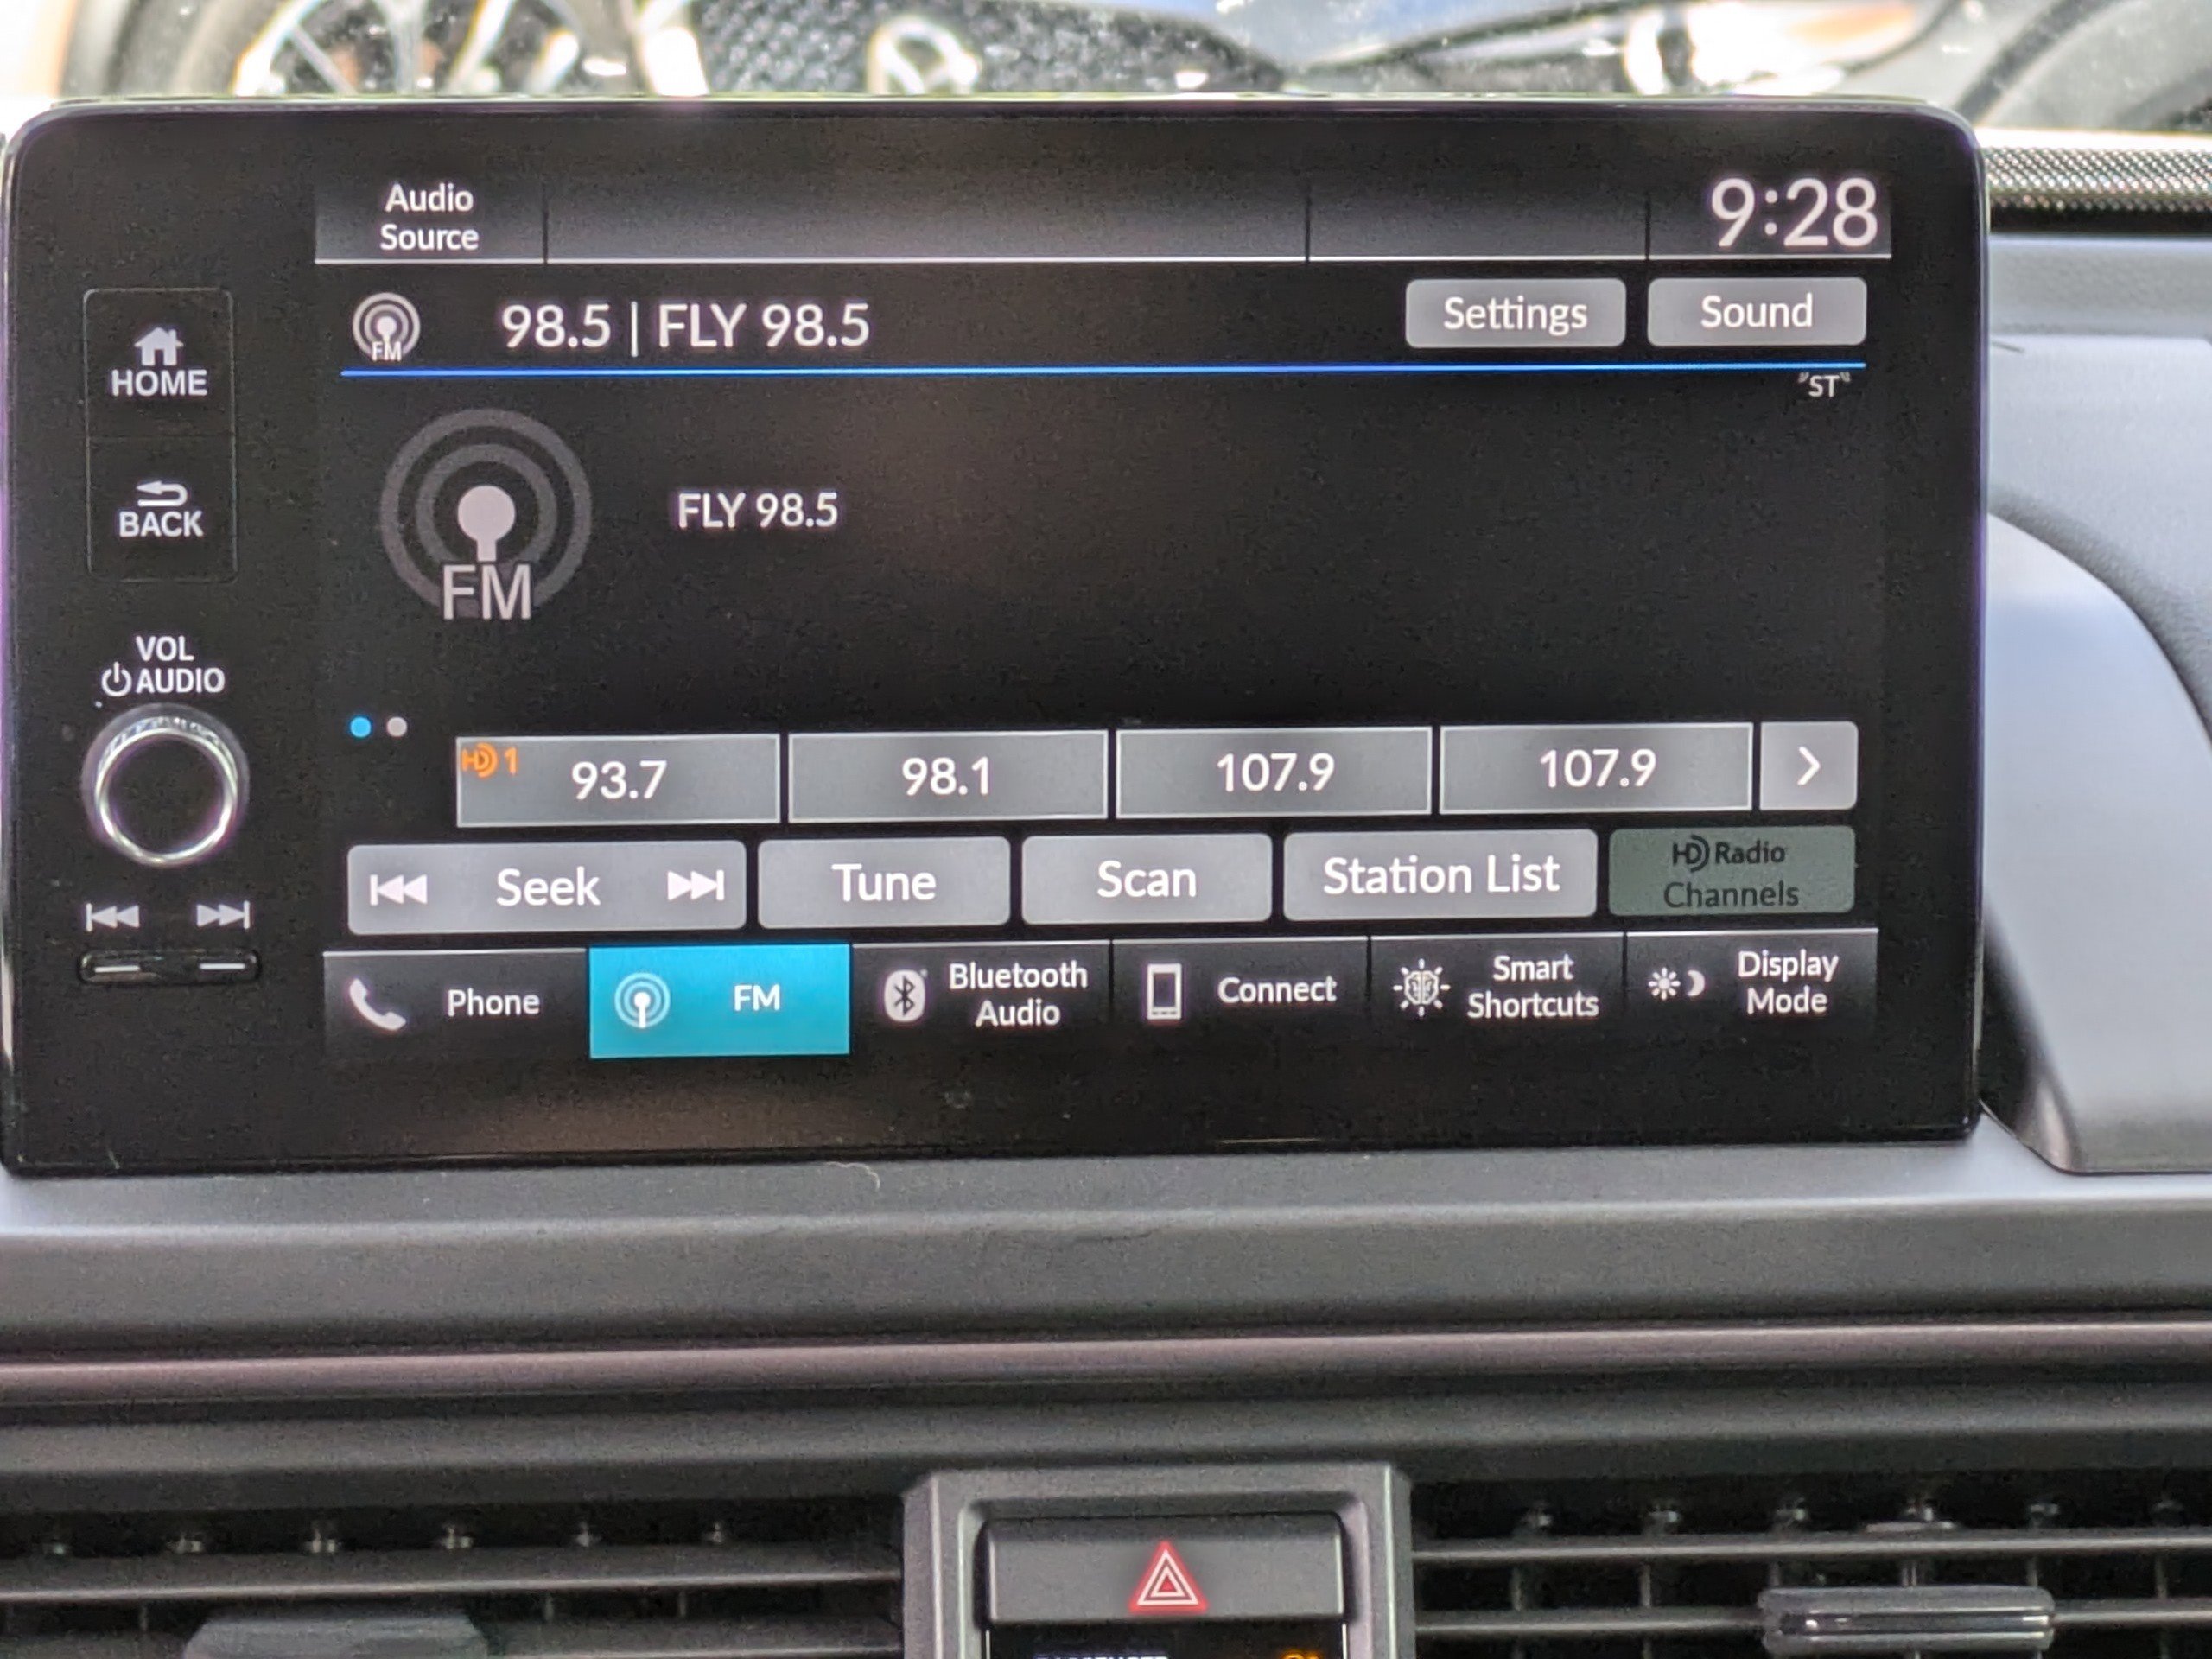 Audio
Source
9:28
FM
98.5 | FLY 98.5
Settings
Sound
ST
HOME
BACK
FM
FLY 98.5
VOL
AUDIO
HD 1
93.7
98.1
107.9
107.9
Seek
Tune
Scan
Station List
HD Radio
Channels
Phone
FM
Bluetooth
Audio
Connect
Smart
Shortcuts
Display
Mode